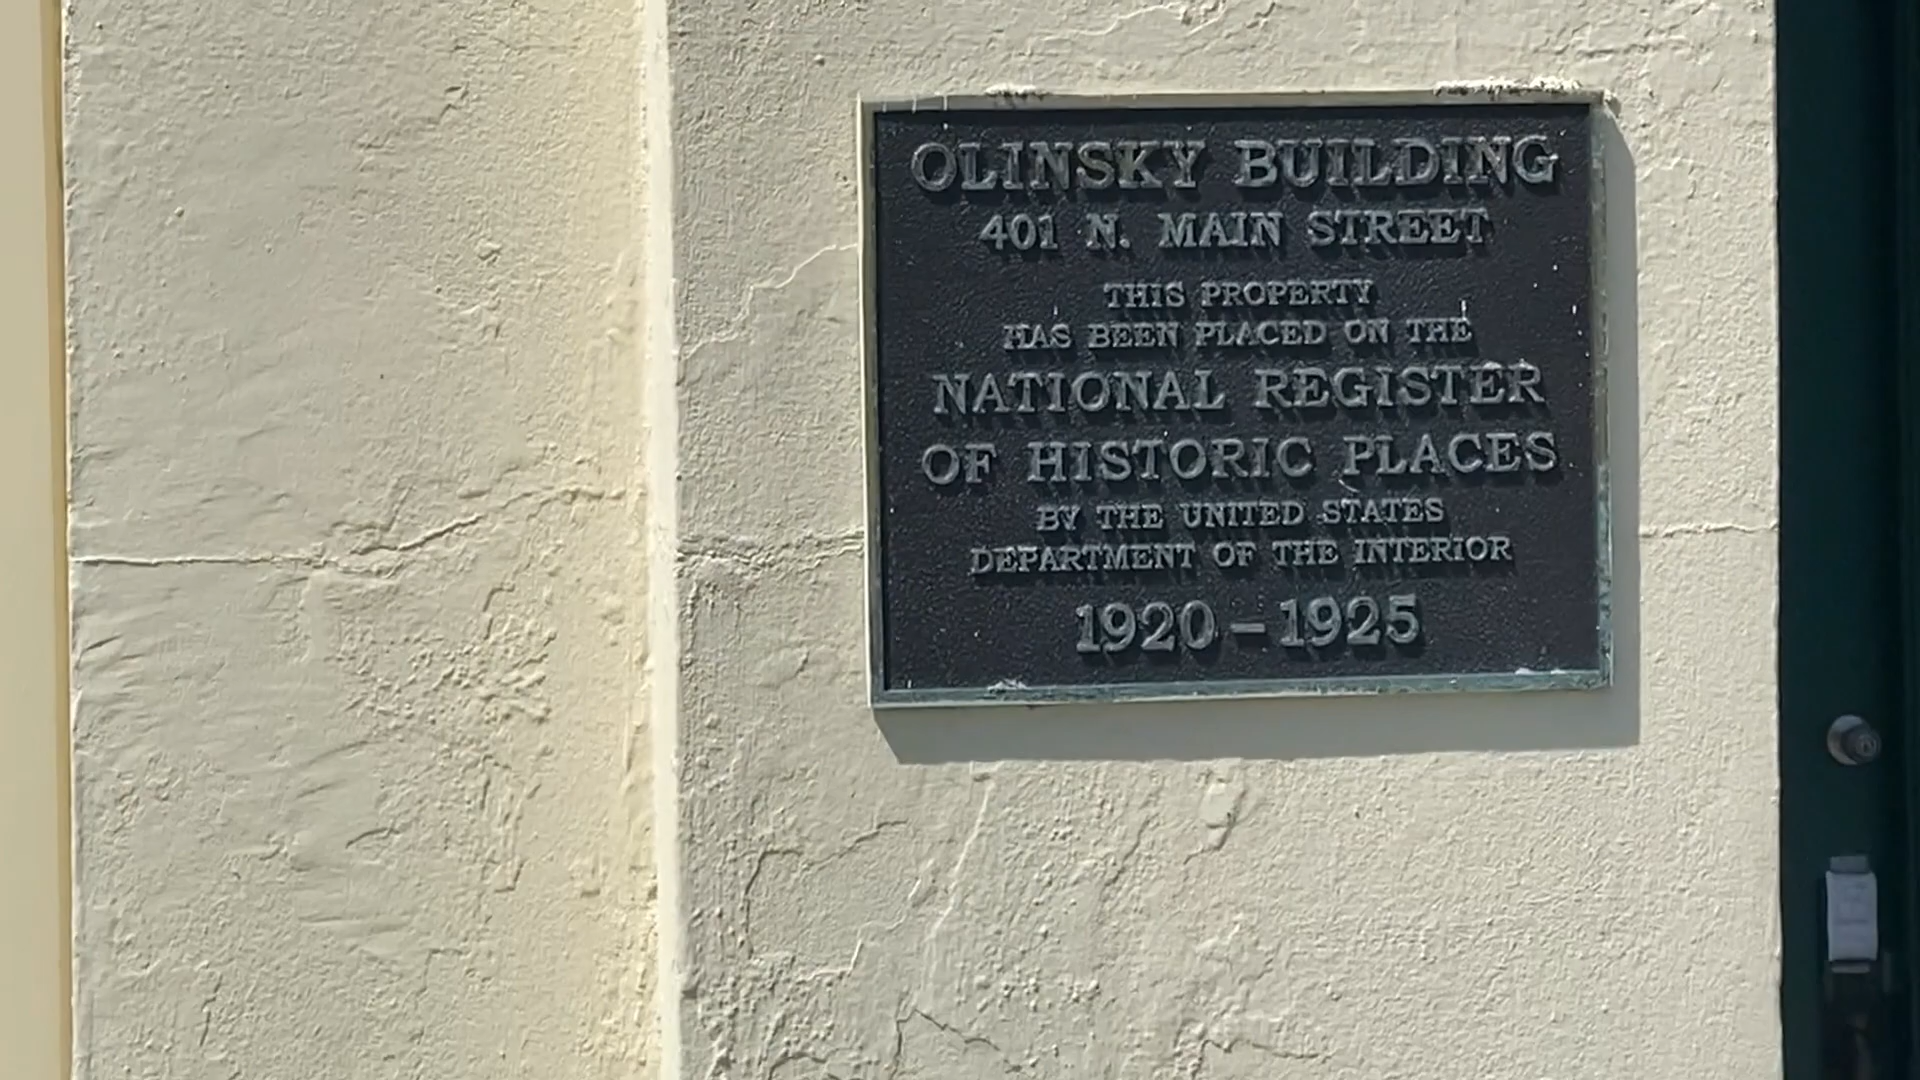 OLINSKY BUILDING
401 N. MAIN STREET
THIS PROPERTY
HAS BEEN PLACED ON THE
NATIONAL REGISTER
OF HISTORIC PLACES
BY THE UNITED STATES
DEPARTMENT OF THE INTERIOR
1920 – 1925